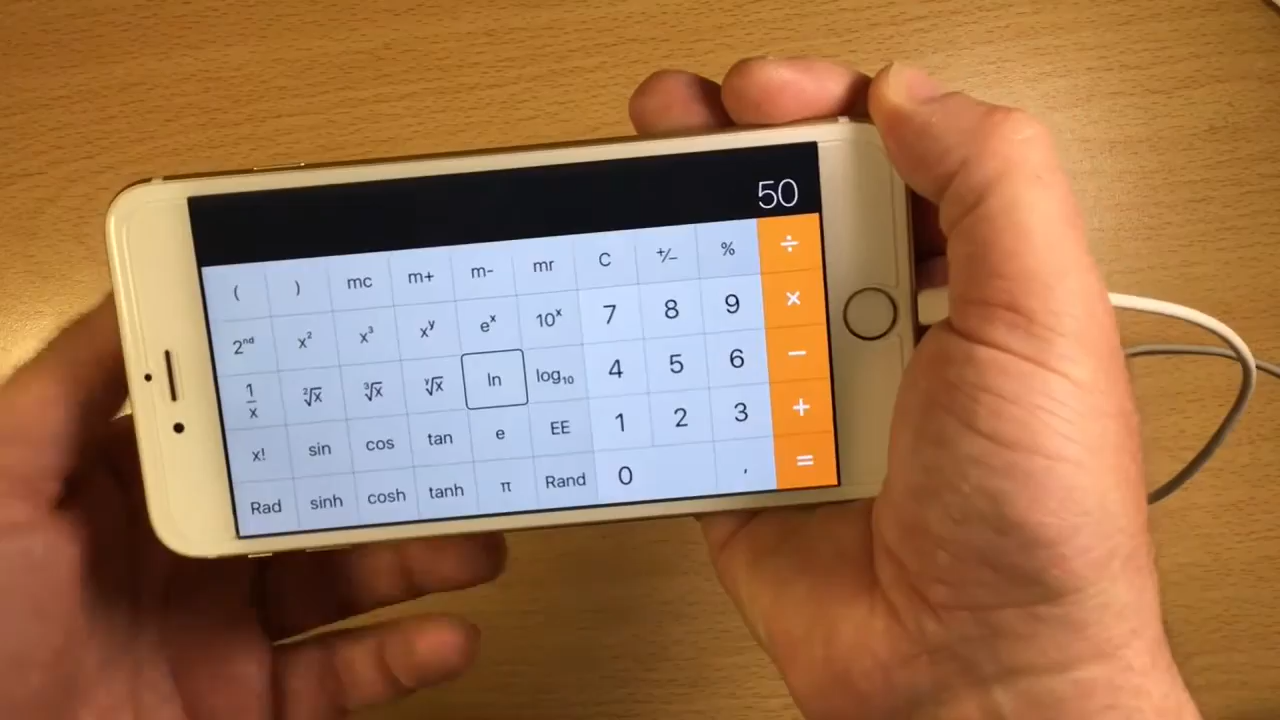 50
( ) mc m+ m- mr C +/− % ÷
2ⁿᵈ x² x³ xʸ eˣ 10ˣ 7 8 9 ×
1/x ²√x ³√x ʸ√x ln log₁₀ 4 5 6 −
x! sin cos tan e EE 1 2 3 +
Rad sinh cosh tanh π Rand 0 , =